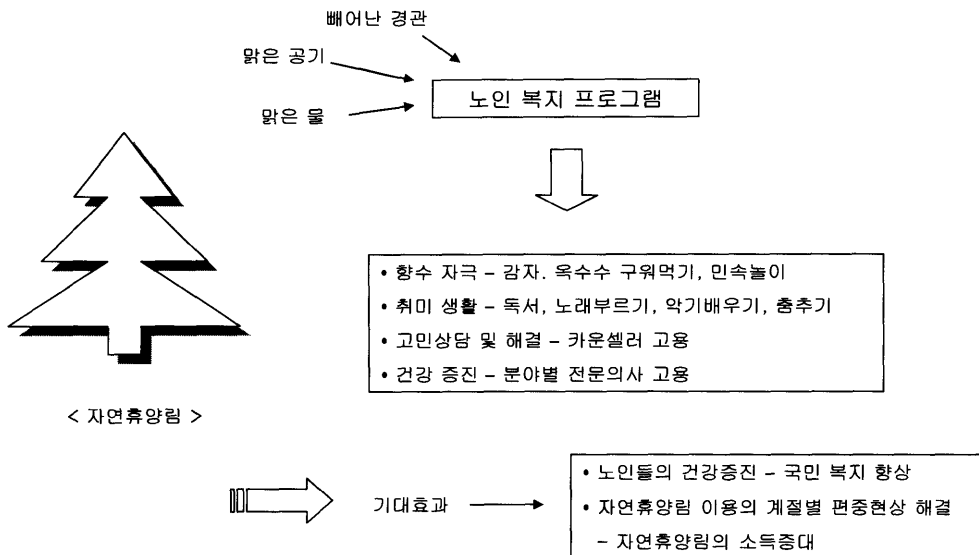 빼어난 경관
맑은 공기
노인 복지 프로그램
맑은 물
• 향수 자극 – 감자. 옥수수 구워먹기, 민속놀이
• 취미 생활 – 독서, 노래부르기, 악기배우기, 춤추기
• 고민상담 및 해결 – 카운셀러 고용
• 건강 증진 – 분야별 전문의사 고용
< 자연휴양림 >
기대효과
• 노인들의 건강증진 – 국민 복지 향상
• 자연휴양림 이용의 계절별 편중현상 해결
– 자연휴양림의 소득증대